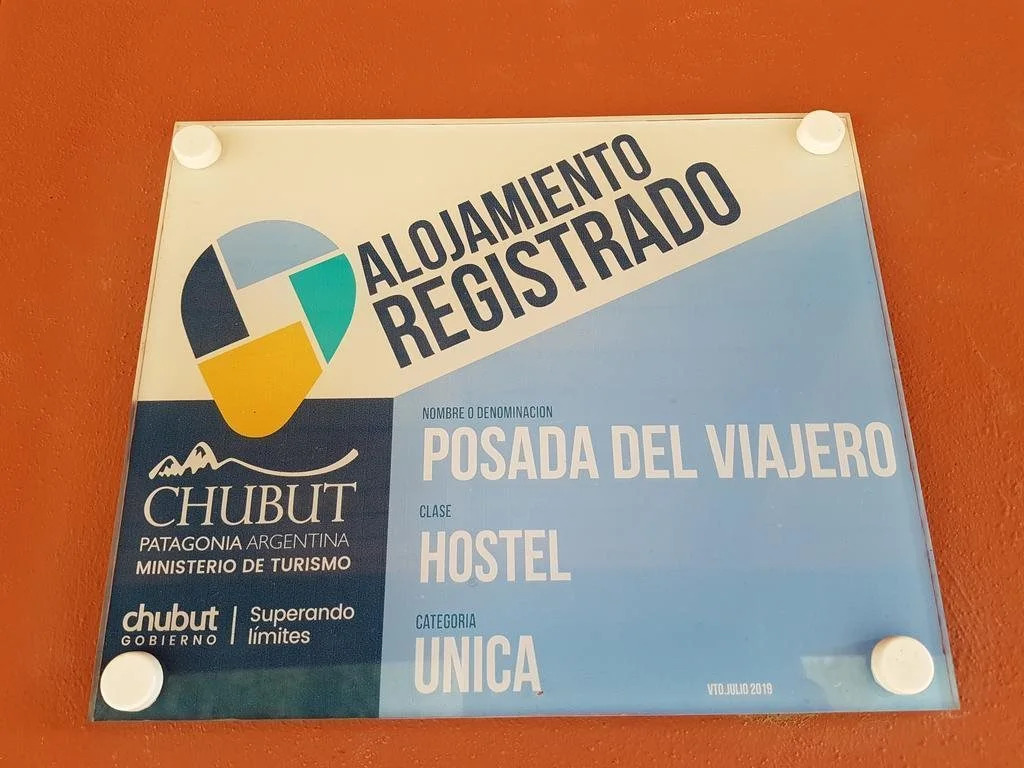 ALOJAMIENTO
REGISTRADO
NOMBRE O DENOMINACION
POSADA DEL VIAJERO
CLASE
HOSTEL
CATEGORIA
UNICA
VTO.JULIO 2019
CHUBUT
PATAGONIA ARGENTINA
MINISTERIO DE TURISMO
chubut
GOBIERNO
Superando
límites